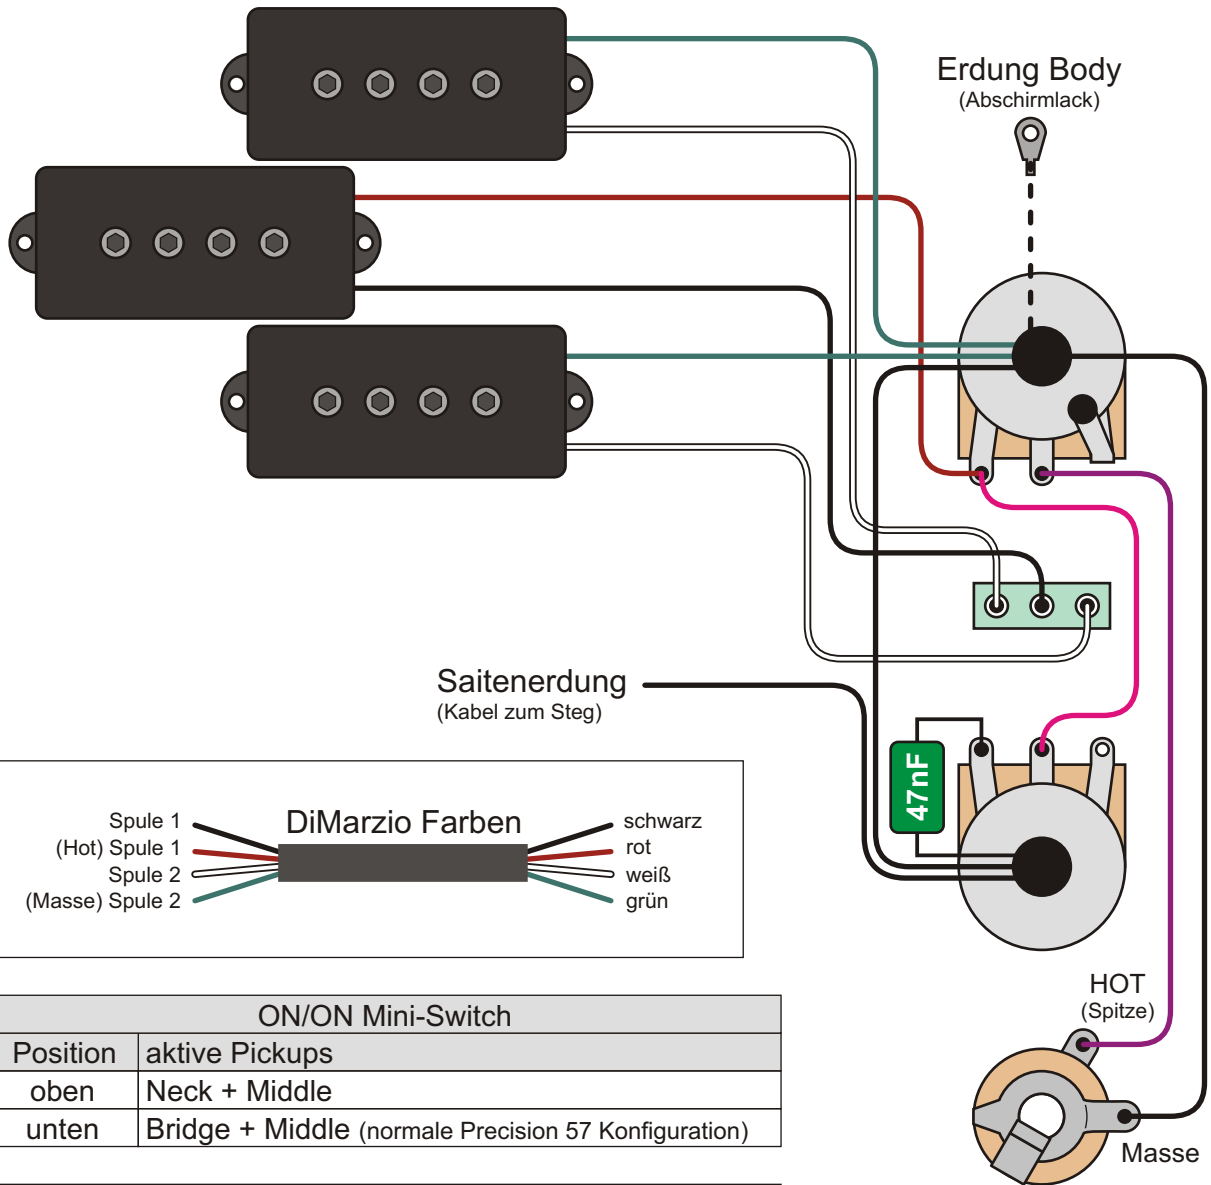 Erdung Body
(Abschirmlack)
Saitenerdung
(Kabel zum Steg)
47nF
DiMarzio Farben
Spule 1
(Hot) Spule 1
Spule 2
(Masse) Spule 2
schwarz
rot
weiß
grün
ON/ON Mini-Switch
Position aktive Pickups
oben Neck + Middle
unten Bridge + Middle (normale Precision 57 Konfiguration)
HOT
(Spitze)
Masse